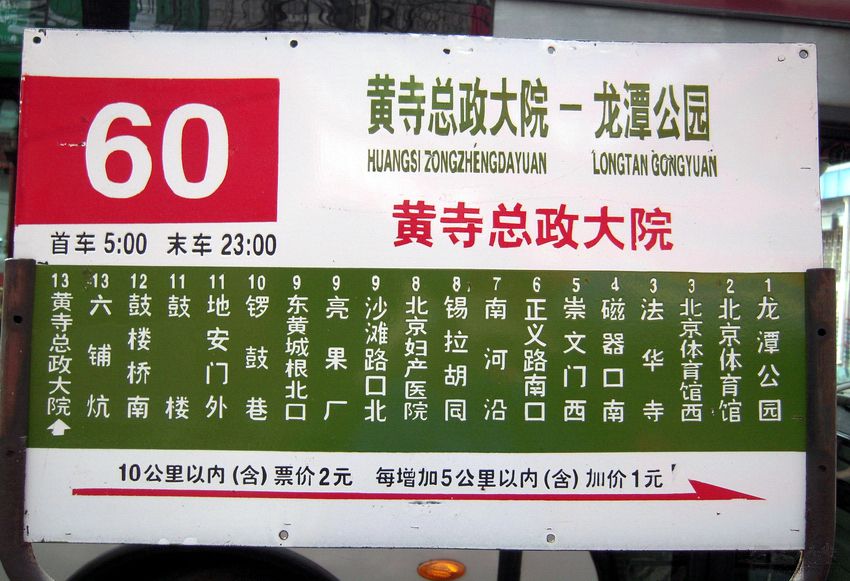 60
黄寺总政大院 — 龙潭公园
HUANGSI ZONGZHENGDAYUAN LONGTAN GONGYUAN
黄寺总政大院
首车 5:00 末车 23:00
13 黄寺总政大院
13 六铺炕
12 鼓楼桥南
11 鼓楼
11 地安门外
10 锣鼓巷
9 东黄城根北口
9 亮果厂
9 沙滩路口北
8 北京妇产医院
8 锡拉胡同
7 南河沿
6 正义路南口
5 崇文门西
4 磁器口南
3 法华寺
3 北京体育馆西
2 北京体育馆
1 龙潭公园
10公里以内(含)票价2元 每增加5公里以内(含)加价1元